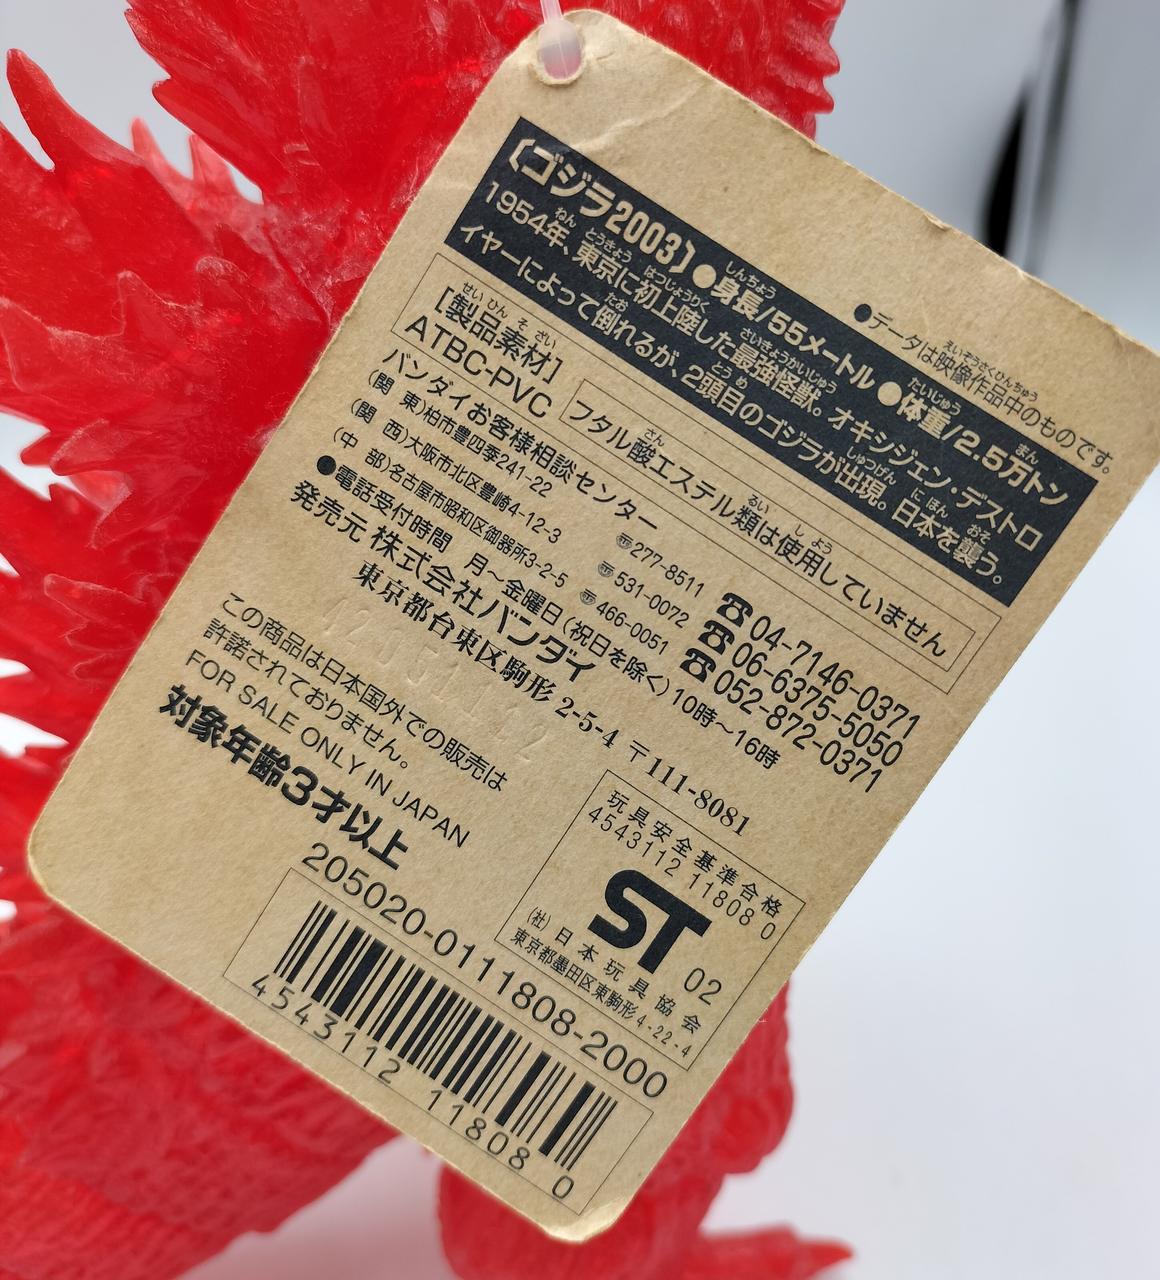 ●データは映像作品中のものです。
〔ゴジラ2003〕●身長/55メートル ●体重/2.5万トン
1954年、東京に初上陸した最強怪獣。オキシジェン・デストロ
イヤーによって倒れるが、2頭目のゴジラが出現。日本を襲う。
[製品素材]
ATBC-PVC
フタル酸エステル類は使用していません
バンダイお客様相談センター
(関 東)柏市豊四季241-22 〒277-8511 ☎04-7146-0371
(関 西)大阪市北区豊崎4-12-3 〒531-0072 ☎06-6375-5050
(中 部)名古屋市昭和区御器所3-2-5 〒466-0051 ☎052-872-0371
●電話受付時間 月〜金曜日(祝日を除く)10時〜16時
発売元 株式会社バンダイ
東京都台東区駒形 2-5-4 〒111-8081
この商品は日本国外での販売は
許諾されておりません。
FOR SALE ONLY IN JAPAN
対象年齢3才以上
玩具安全基準合格
4543112 11808 0
ST 02
(社)日本玩具協会
東京都墨田区東駒形4-22-4
205020-0111808-2000
4543112 11808 0